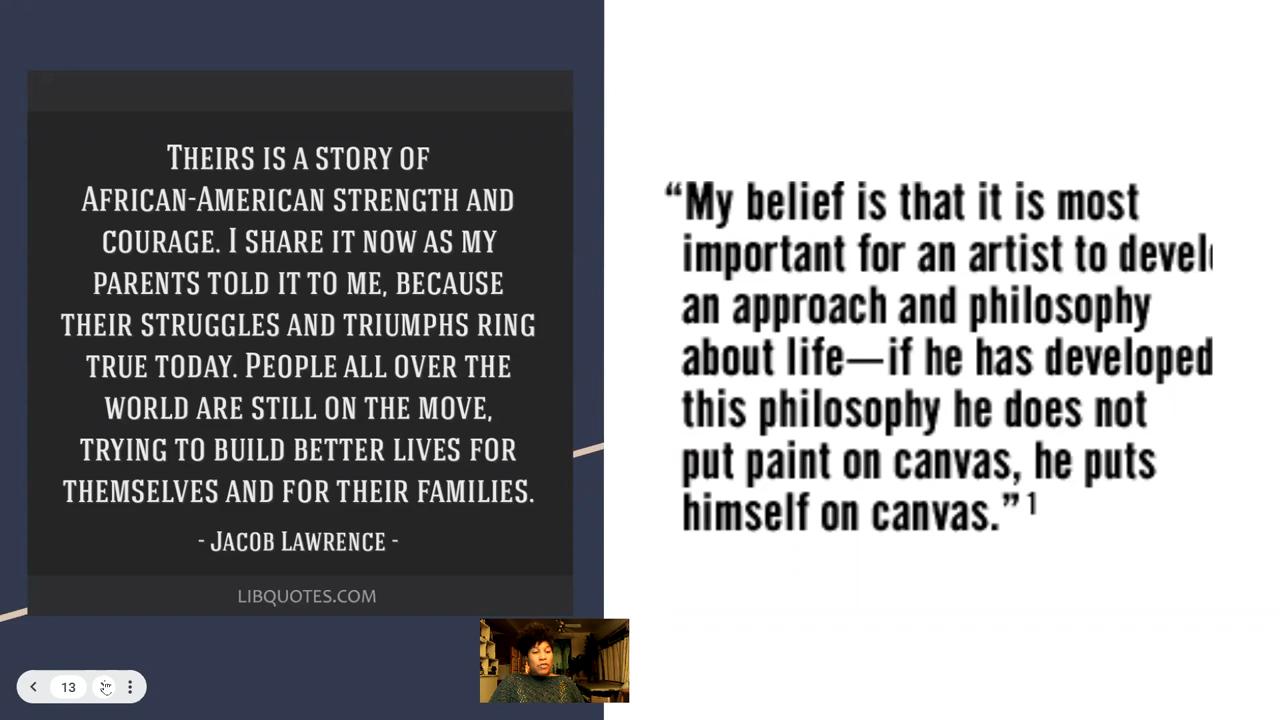 Theirs is a story of
African-American strength and
courage. I share it now as my
parents told it to me, because
their struggles and triumphs ring
true today. People all over the
world are still on the move,
trying to build better lives for
themselves and for their families.
- Jacob Lawrence -
LIBQUOTES.COM
“My belief is that it is most
important for an artist to devel
an approach and philosophy
about life—if he has developed
this philosophy he does not
put paint on canvas, he puts
himself on canvas.” 1
13